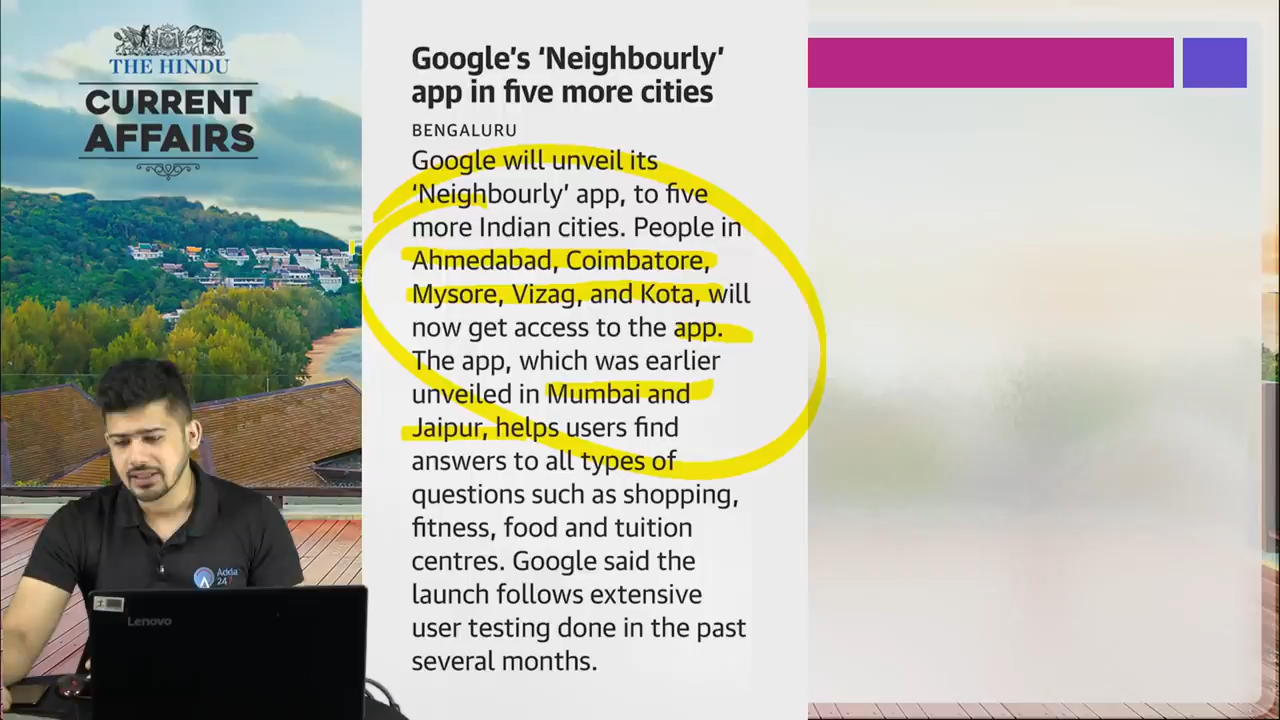 THE HINDU
CURRENT
AFFAIRS
Google's ‘Neighbourly’
app in five more cities
BENGALURU
Google will unveil its
‘Neighbourly’ app, to five
more Indian cities. People in
Ahmedabad, Coimbatore,
Mysore, Vizag, and Kota, will
now get access to the app.
The app, which was earlier
unveiled in Mumbai and
Jaipur, helps users find
answers to all types of
questions such as shopping,
fitness, food and tuition
centres. Google said the
launch follows extensive
user testing done in the past
several months.
Adda
247
Lenovo